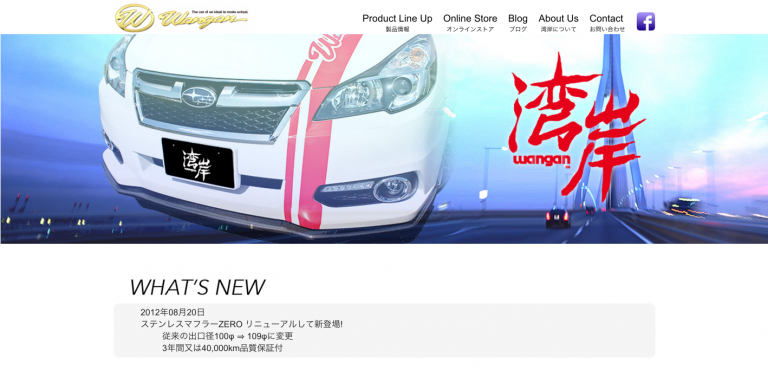 The car of an ideal is made actual.
Wangan
Product Line Up
製品情報
Online Store
オンラインストア
Blog
ブログ
About Us
湾岸について
Contact
お問い合わせ
f
湾岸
wangan
湾岸
WHAT'S NEW
2012年08月20日
ステンレスマフラーZERO リニューアルして新登場!
従来の出口径100φ ⇒ 109φに変更
3年間又は40,000km品質保証付